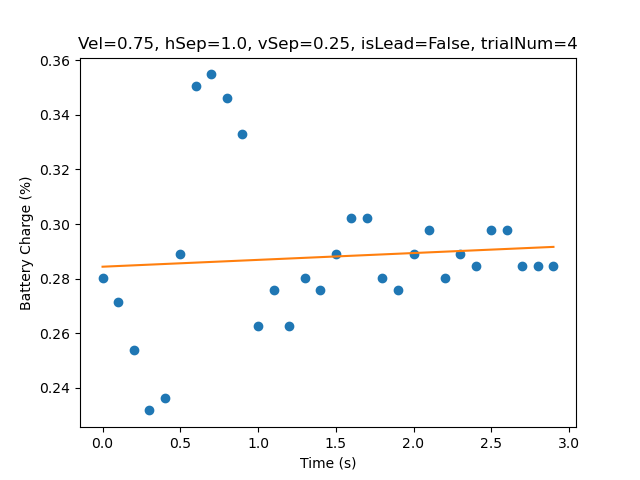 Vel=0.75, hSep=1.0, vSep=0.25, isLead=False, trialNum=4
0.36
0.34
0.32
0.30
0.28
0.26
0.24
Battery Charge (%)
0.0 0.5 1.0 1.5 2.0 2.5 3.0
Time (s)